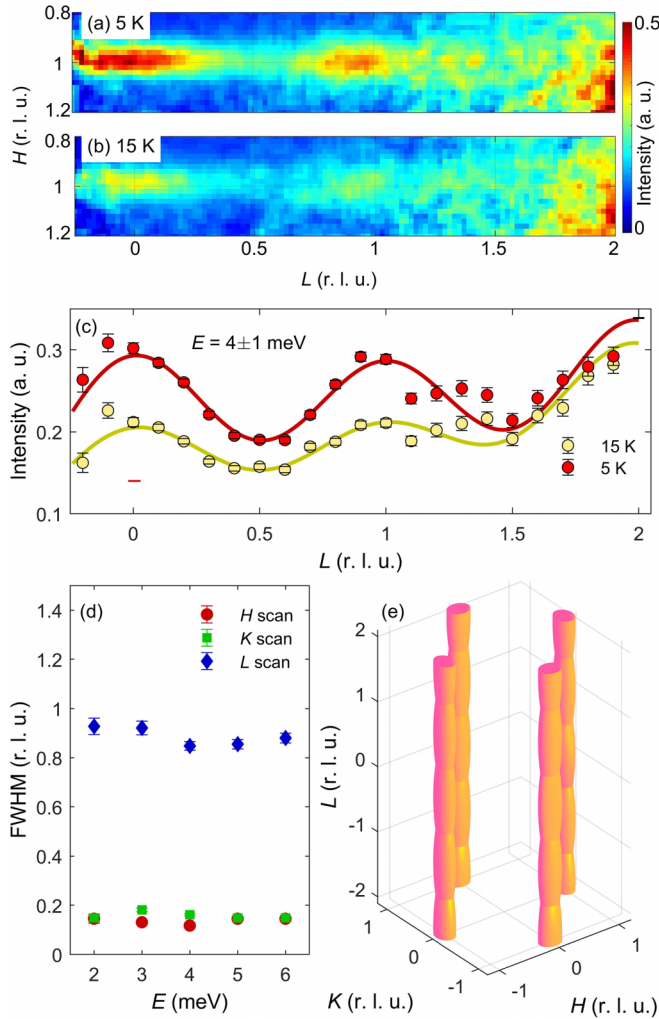 0.8
(a) 5 K
0.5
1
1.2
0.8
(b) 15 K
1
1.2
0
H (r. l. u.)
Intensity (a. u.)
0 0.5 1 1.5 2
L (r. l. u.)
(c)
E = 4±1 meV
0.3
0.2
0.1
Intensity (a. u.)
15 K
5 K
0 0.5 1 1.5 2
L (r. l. u.)
(d)
H scan
K scan
L scan
1.4
1.2
1
0.8
0.6
0.4
0.2
0
FWHM (r. l. u.)
2 3 4 5 6
E (meV)
(e)
2
1
0
-1
-2
L (r. l. u.)
1
0
-1
K (r. l. u.)
-1
0
1
H (r. l. u.)